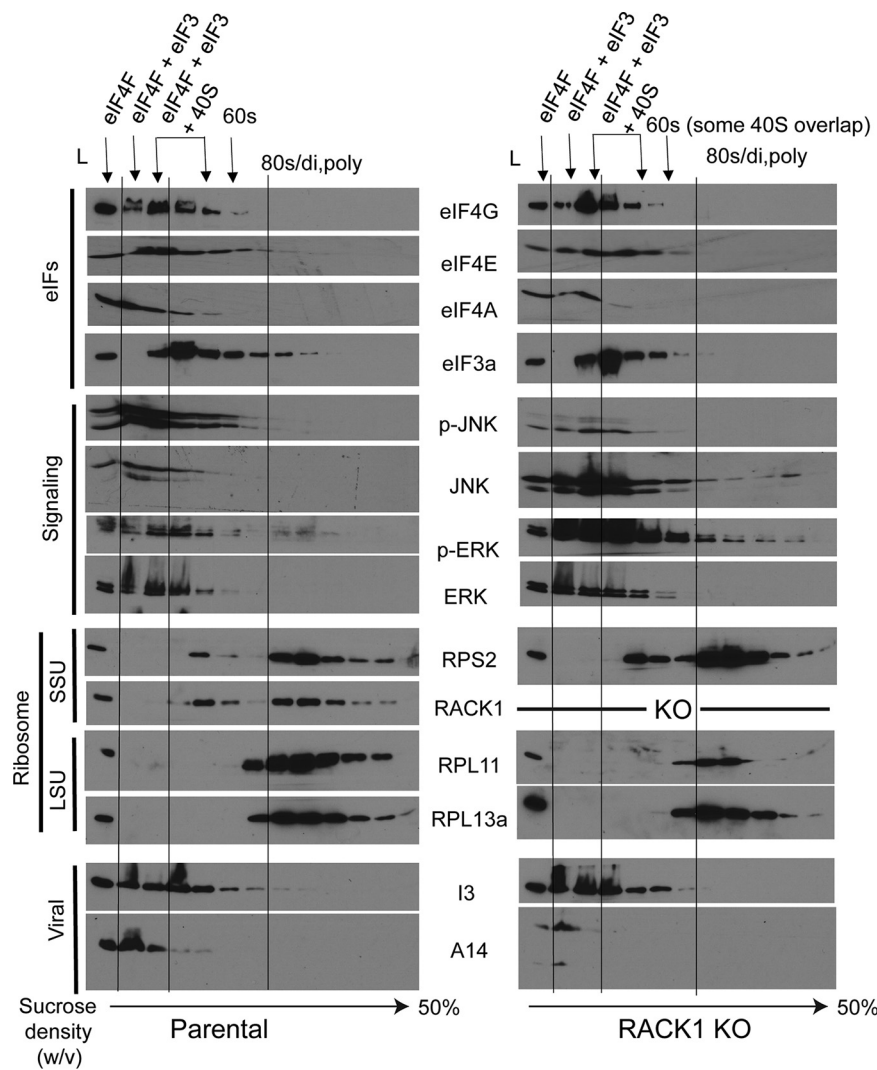 eIF4F
eIF4F + eIF3
eIF4F + eIF3
+ 40S
60s
L
80s/di,poly
eIF4F
eIF4F + eIF3
eIF4F + eIF3
+ 40S
60s (some 40S overlap)
L
80s/di,poly
eIFs
eIF4G
eIF4E
eIF4A
eIF3a
Signaling
p-JNK
JNK
p-ERK
ERK
Ribosome
SSU
RPS2
RACK1
KO
LSU
RPL11
RPL13a
Viral
I3
A14
Sucrose
density
(w/v)
50%
Parental
50%
RACK1 KO